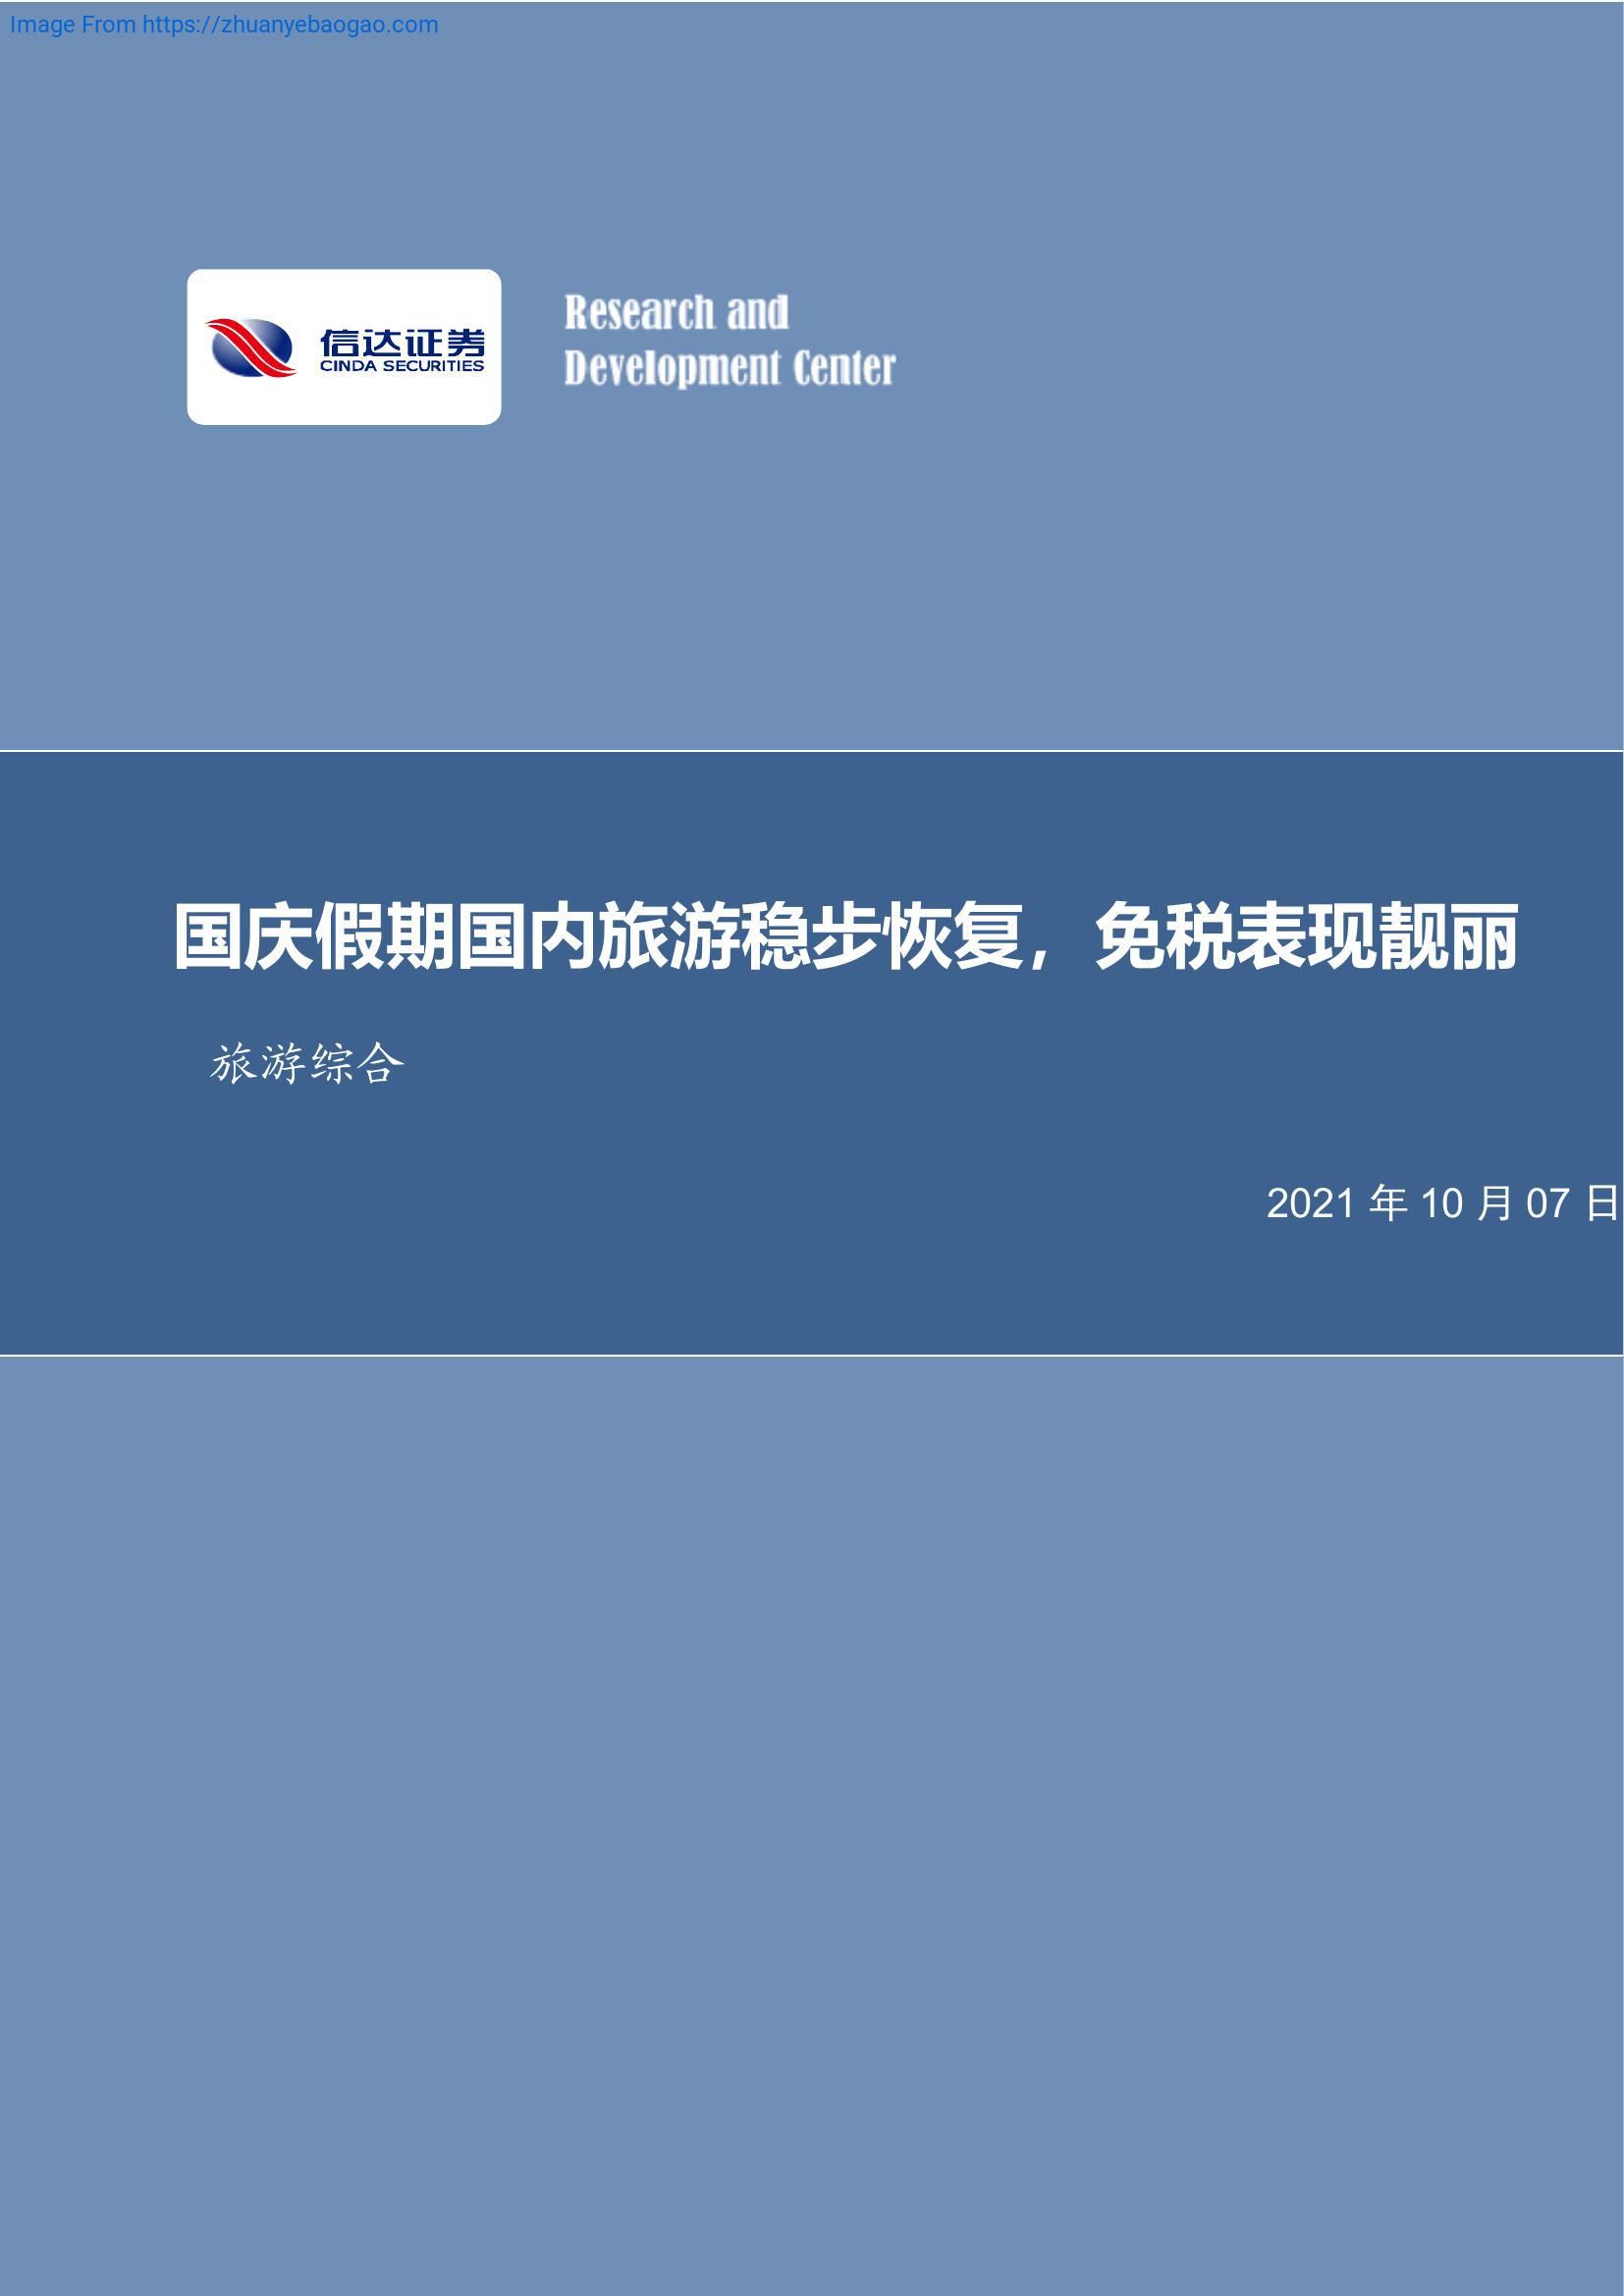 Image From https://zhuanyebaogao.com
信达证券
CINDA SECURITIES
Research and
Development Center
国庆假期国内旅游稳步恢复，免税表现靓丽
旅游综合
2021 年 10 月 07 日